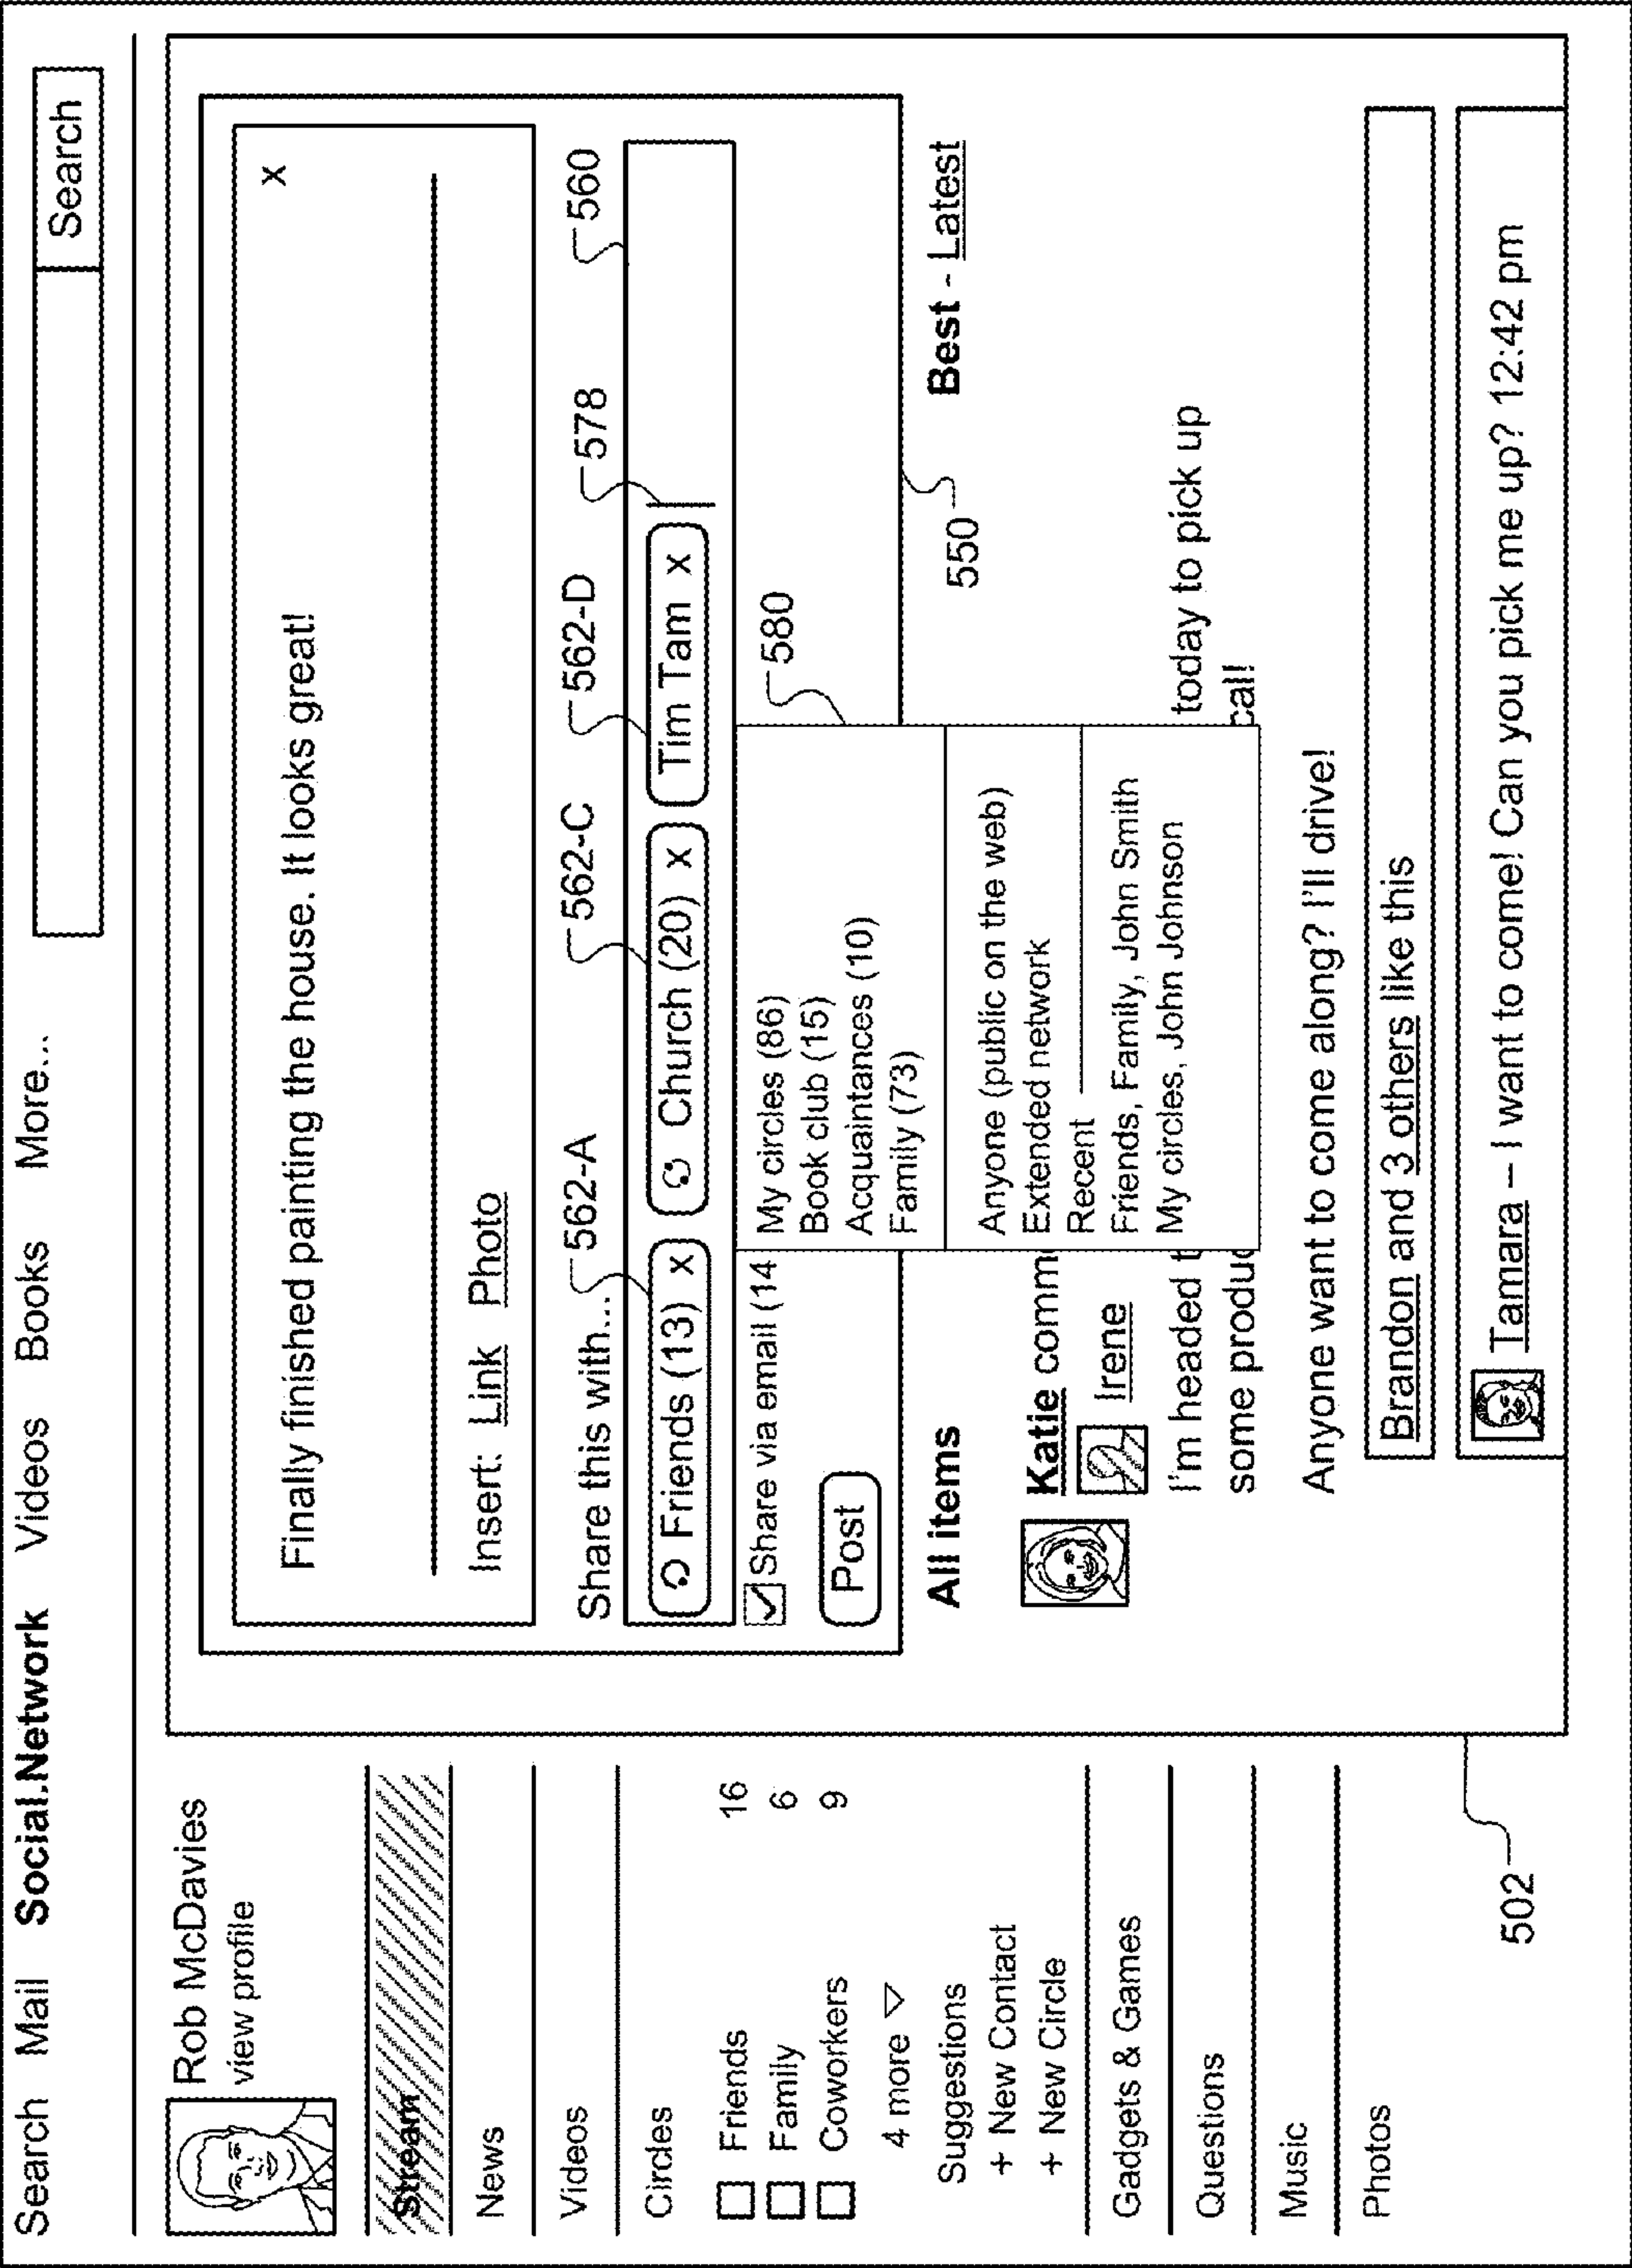 Search Mail Social.Network Videos Books More...
Search
Rob McDavies
view profile
Stream
News
Videos
Circles
Friends 16
Family 6
Coworkers 9
4 more
Suggestions
+ New Contact
+ New Circle
Gadgets & Games
Questions
Music
Photos
502
x
Finally finished painting the house. It looks great!
Insert: Link Photo
Share this with...
562-A
562-C
562-D
578
560
Friends (13) x
Church (20) x
Tim Tam x
Share via email (14
Post
580
My circles (86)
Book club (15)
Acquaintances (10)
Family (73)
Anyone (public on the web)
Extended network
Recent
Friends, Family, John Smith
My circles, John Johnson
550
All items
Best - Latest
Katie comm
Irene
I'm headed t today to pick up
some produc cal!
Anyone want to come along? I'll drive!
Brandon and 3 others like this
Tamara – I want to come! Can you pick me up? 12:42 pm